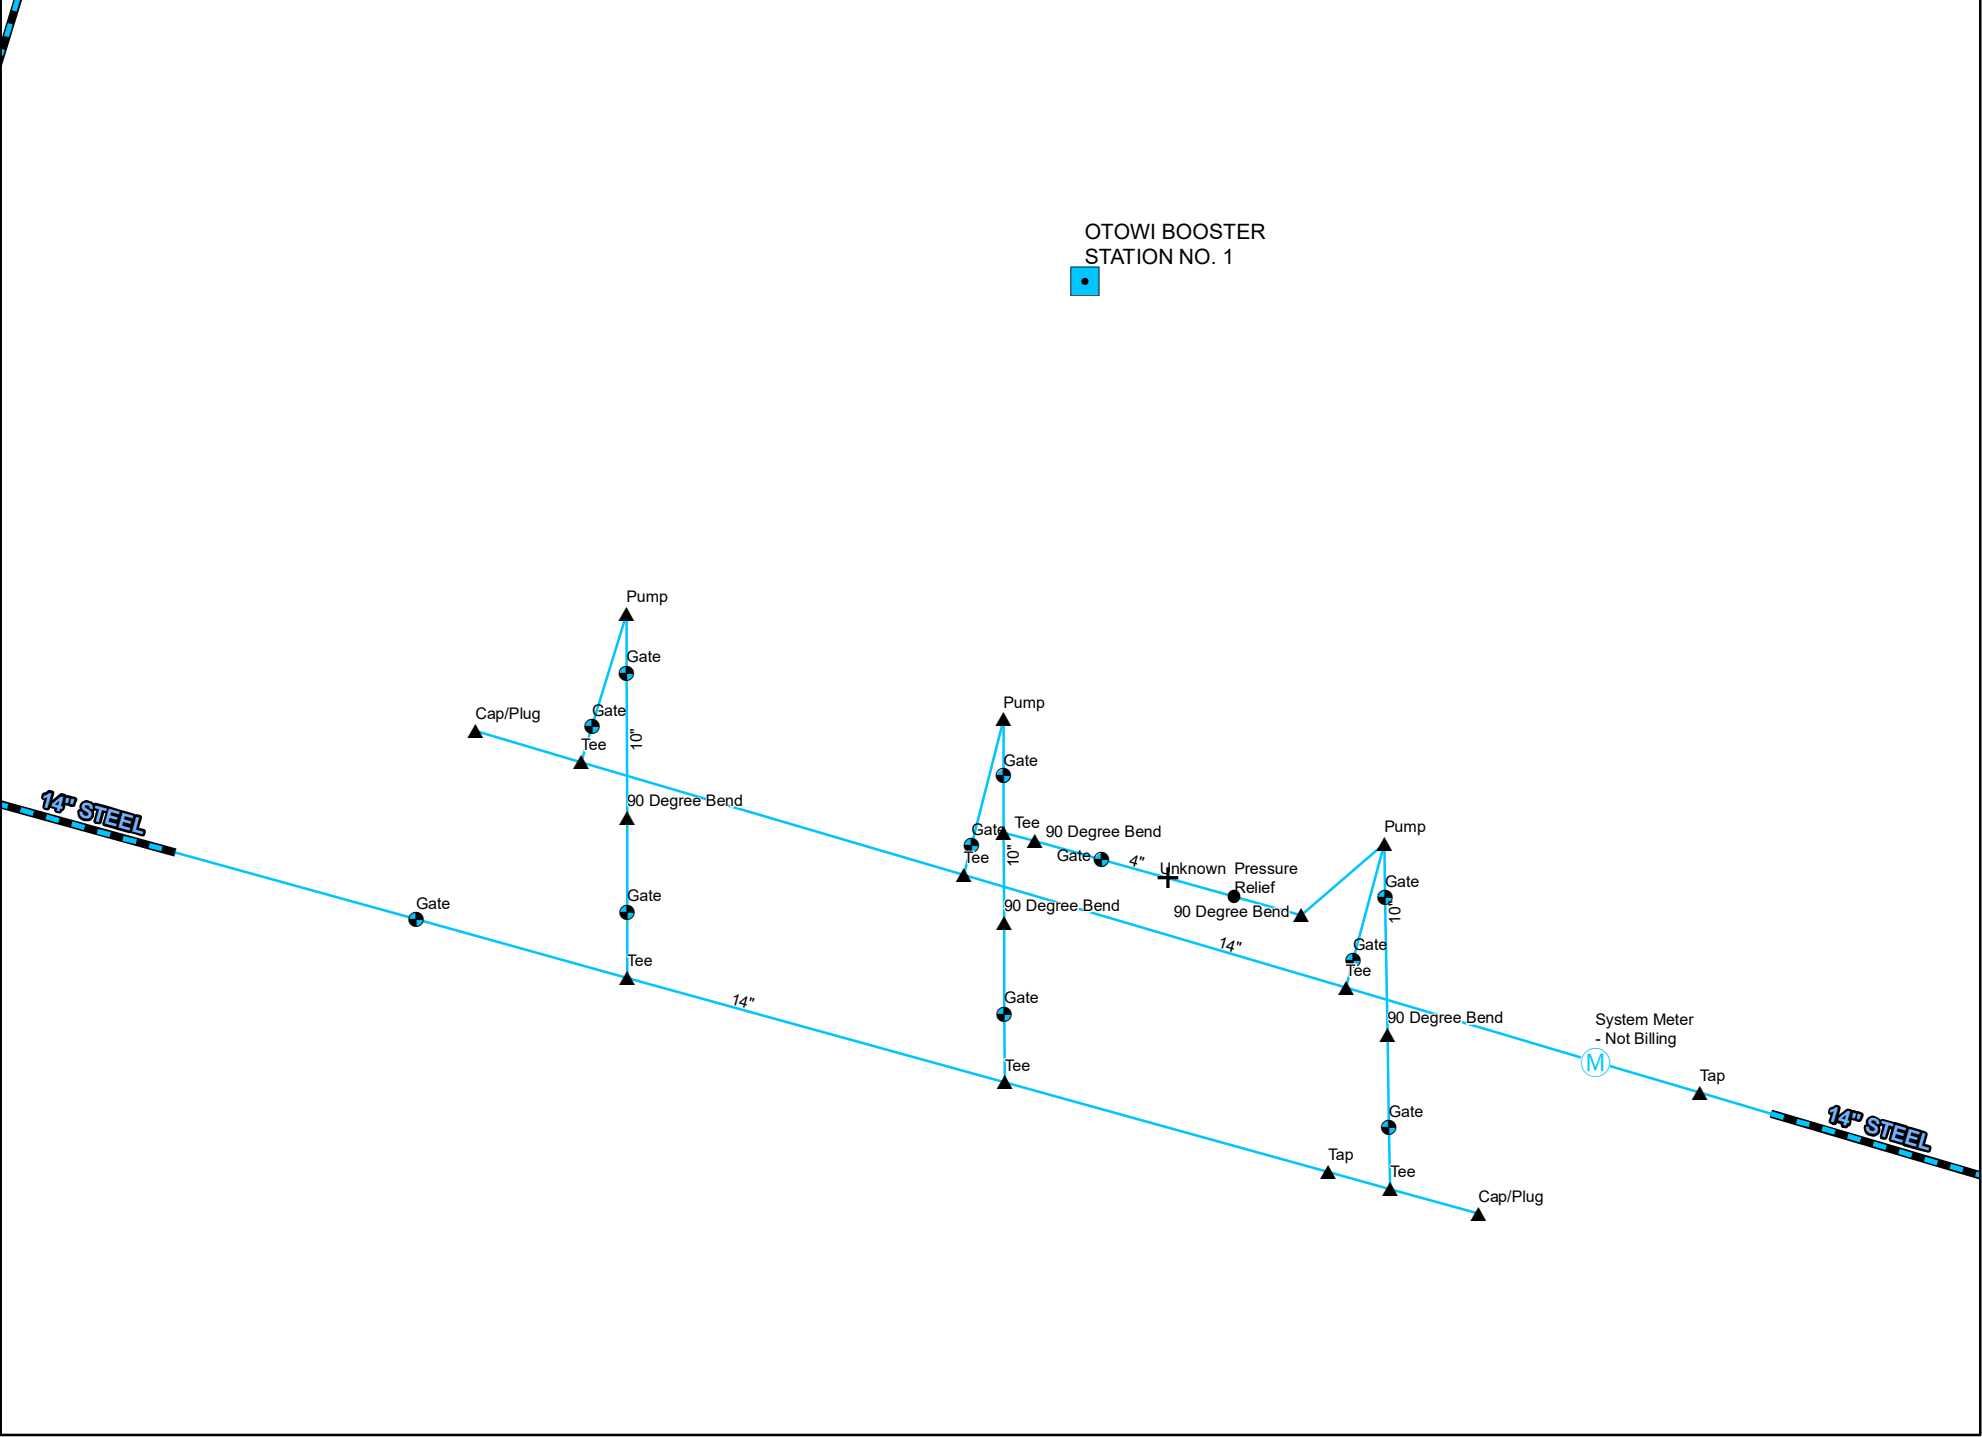 OTOWI BOOSTER
STATION NO. 1
Pump
Gate
Gate
Cap/Plug
Tee
10"
Pump
Gate
14" STEEL
90 Degree Bend
Gate
Tee
90 Degree Bend
Tee
10"
Gate
4"
Unknown
Pressure
Relief
Pump
Gate
10"
Gate
Gate
90 Degree Bend
90 Degree Bend
14"
Gate
Tee
Tee
14"
Gate
90 Degree Bend
System Meter
- Not Billing
M
Tee
Tap
Gate
14" STEEL
Tap
Tee
Cap/Plug